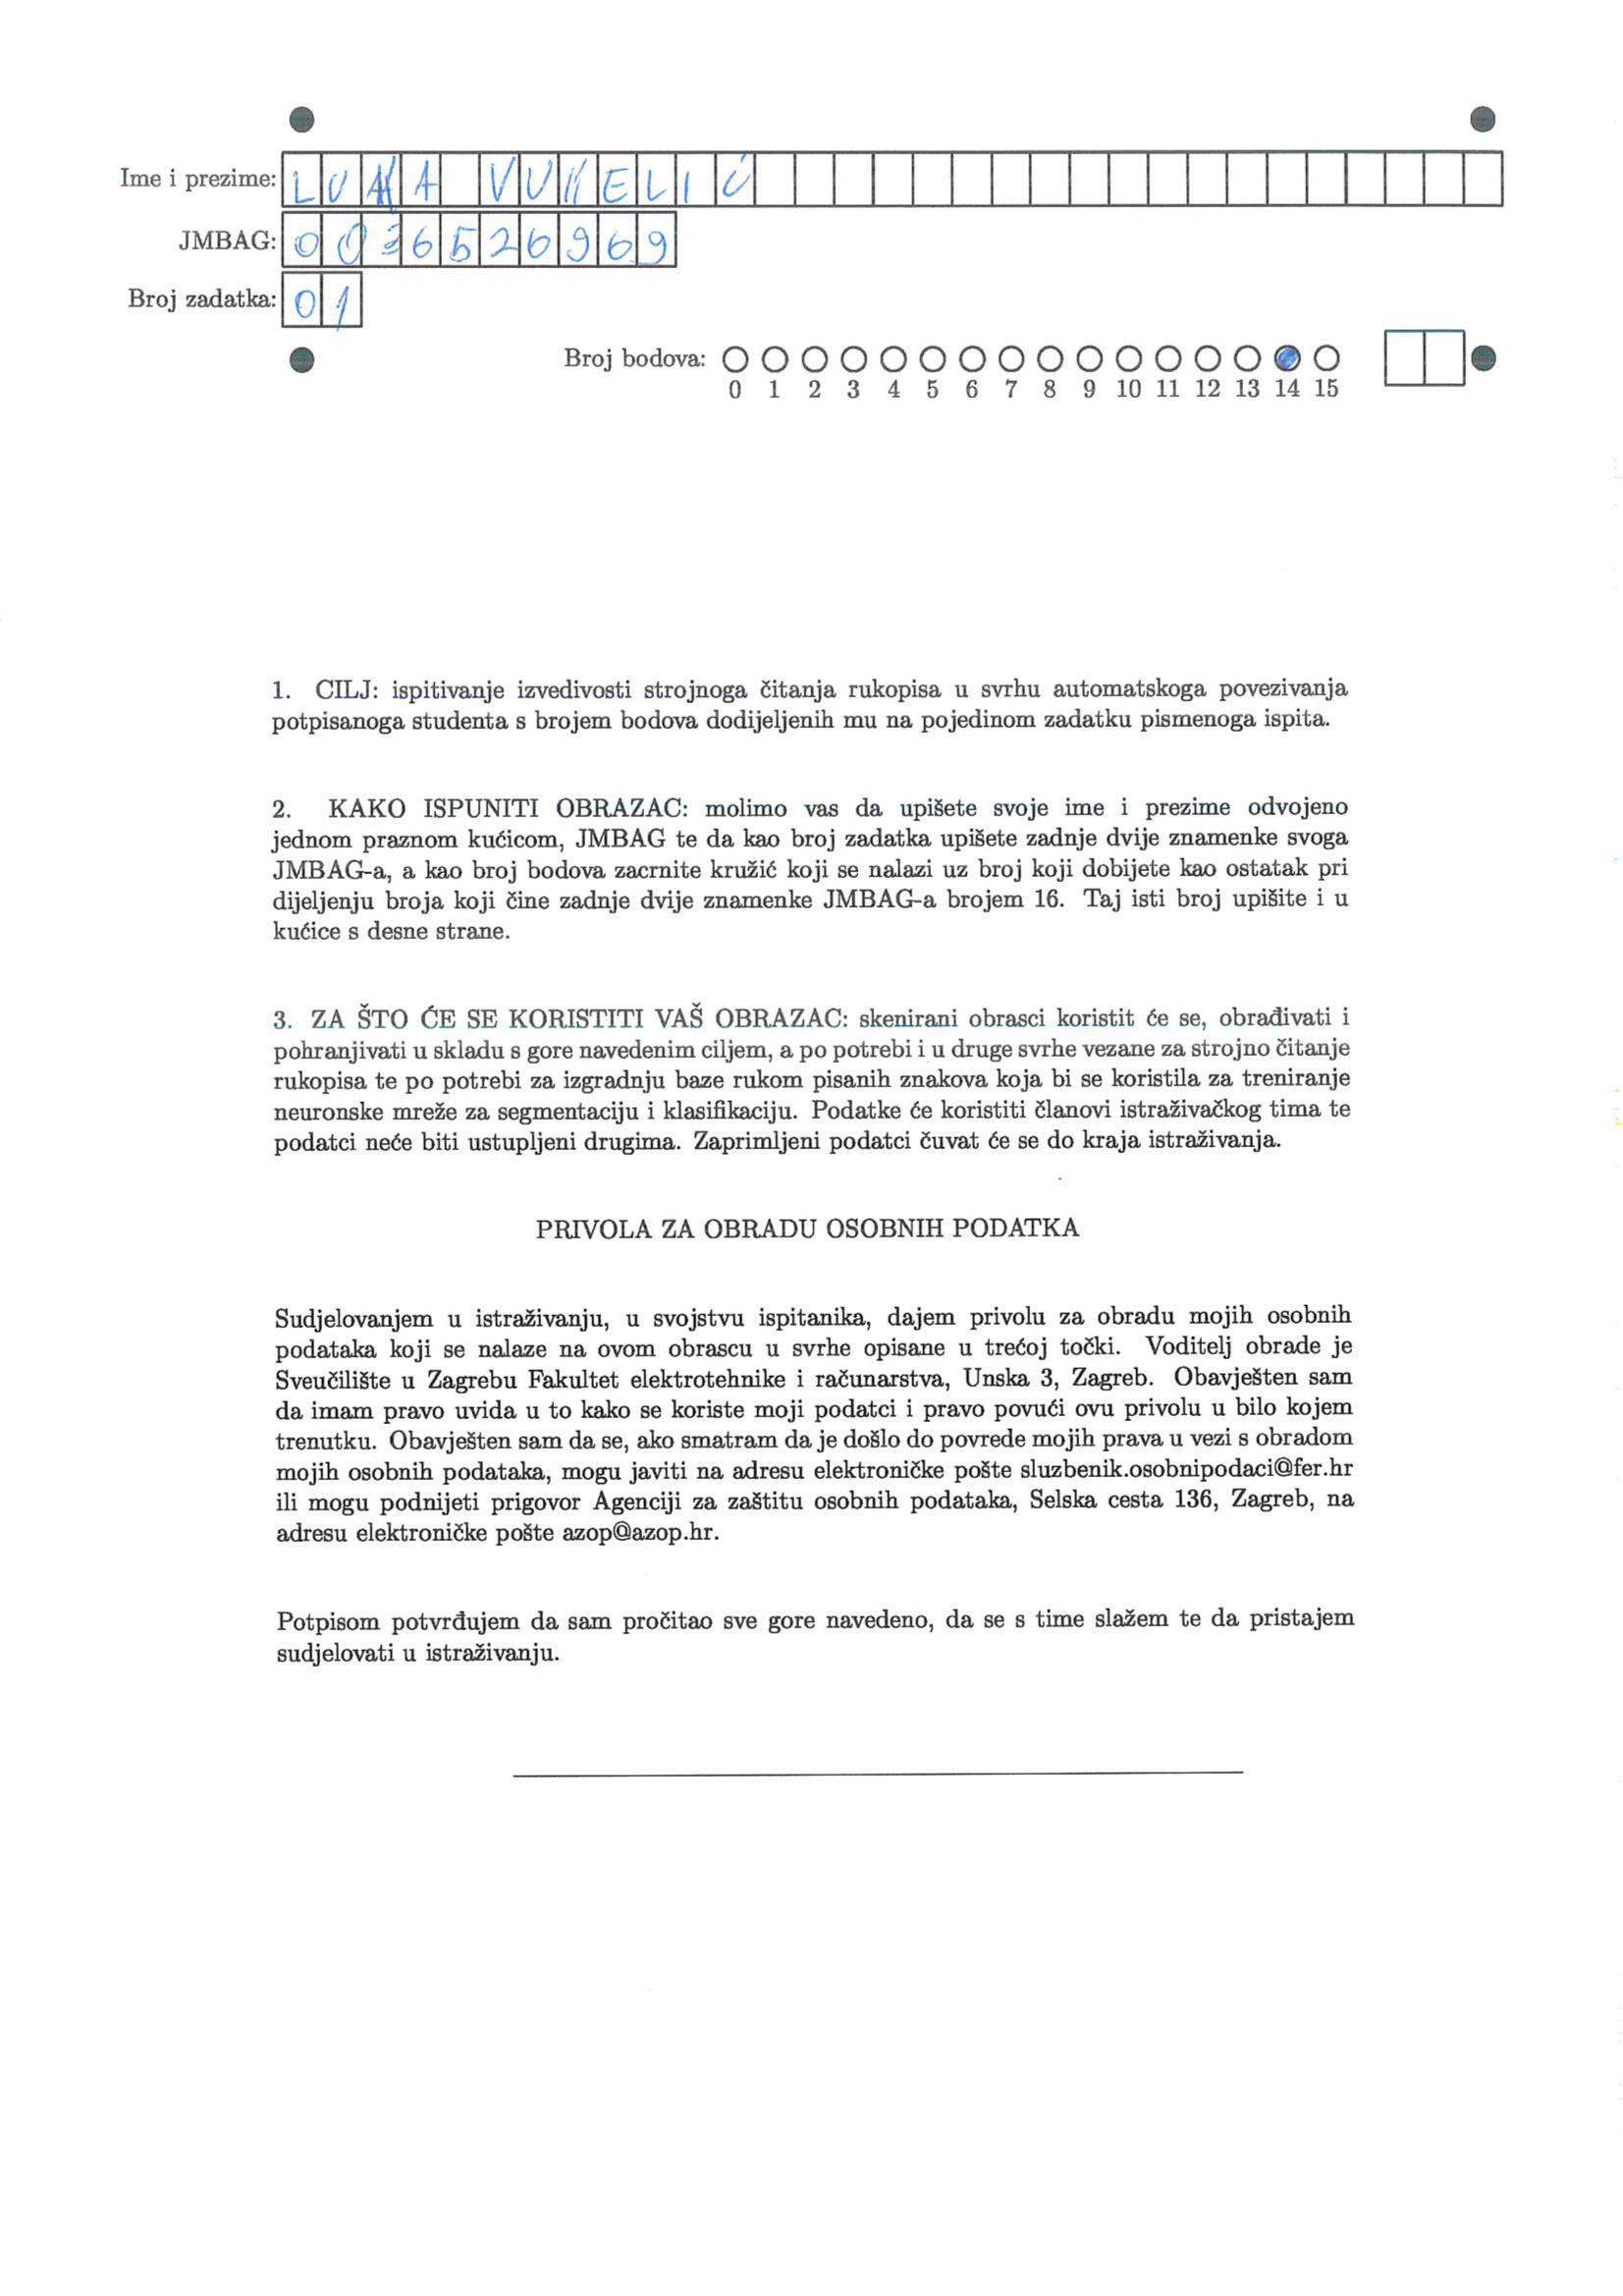 Ime i prezime: LUKA VUKELIĆ
JMBAG: 0036526969
Broj zadatka: 01
Broj bodova:
0 1 2 3 4 5 6 7 8 9 10 11 12 13 14 15
1. CILJ: ispitivanje izvedivosti strojnoga čitanja rukopisa u svrhu automatskoga povezivanja
potpisanoga studenta s brojem bodova dodijeljenih mu na pojedinom zadatku pismenoga ispita.
2. KAKO ISPUNITI OBRAZAC: molimo vas da upišete svoje ime i prezime odvojeno
jednom praznom kućicom, JMBAG te da kao broj zadatka upišete zadnje dvije znamenke svoga
JMBAG-a, a kao broj bodova zacrnite kružić koji se nalazi uz broj koji dobijete kao ostatak pri
dijeljenju broja koji čine zadnje dvije znamenke JMBAG-a brojem 16. Taj isti broj upišite i u
kućice s desne strane.
3. ZA ŠTO ĆE SE KORISTITI VAŠ OBRAZAC: skenirani obrasci koristit će se, obrađivati i
pohranjivati u skladu s gore navedenim ciljem, a po potrebi i u druge svrhe vezane za strojno čitanje
rukopisa te po potrebi za izgradnju baze rukom pisanih znakova koja bi se koristila za treniranje
neuronske mreže za segmentaciju i klasifikaciju. Podatke će koristiti članovi istraživačkog tima te
podatci neće biti ustupljeni drugima. Zaprimljeni podatci čuvat će se do kraja istraživanja.
PRIVOLA ZA OBRADU OSOBNIH PODATKA
Sudjelovanjem u istraživanju, u svojstvu ispitanika, dajem privolu za obradu mojih osobnih
podataka koji se nalaze na ovom obrascu u svrhe opisane u trećoj točki. Voditelj obrade je
Sveučilište u Zagrebu Fakultet elektrotehnike i računarstva, Unska 3, Zagreb. Obavješten sam
da imam pravo uvida u to kako se koriste moji podatci i pravo povući ovu privolu u bilo kojem
trenutku. Obavješten sam da se, ako smatram da je došlo do povrede mojih prava u vezi s obradom
mojih osobnih podataka, mogu javiti na adresu elektroničke pošte sluzbenik.osobnipodaci@fer.hr
ili mogu podnijeti prigovor Agenciji za zaštitu osobnih podataka, Selska cesta 136, Zagreb, na
adresu elektroničke pošte azop@azop.hr.
Potpisom potvrđujem da sam pročitao sve gore navedeno, da se s time slažem te da pristajem
sudjelovati u istraživanju.